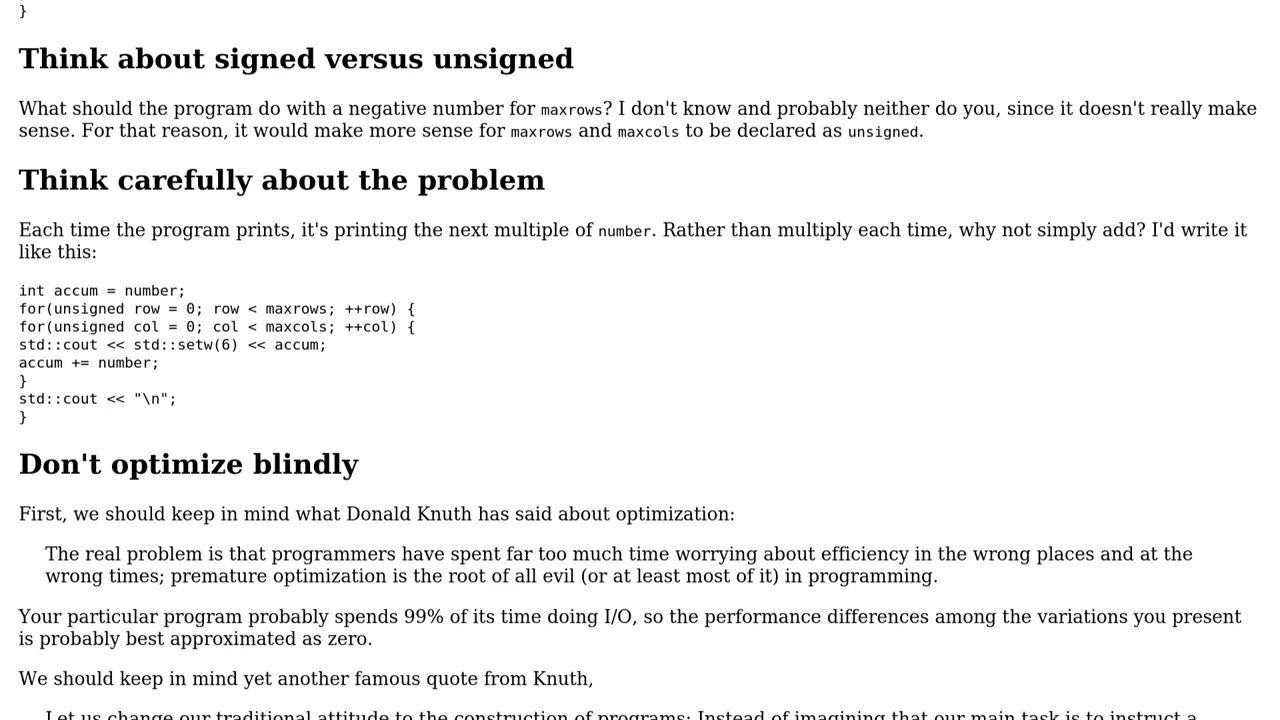 }
Think about signed versus unsigned
What should the program do with a negative number for maxrows? I don't know and probably neither do you, since it doesn't really make
sense. For that reason, it would make more sense for maxrows and maxcols to be declared as unsigned.
Think carefully about the problem
Each time the program prints, it's printing the next multiple of number. Rather than multiply each time, why not simply add? I'd write it
like this:
int accum = number;
for(unsigned row = 0; row < maxrows; ++row) {
for(unsigned col = 0; col < maxcols; ++col) {
std::cout << std::setw(6) << accum;
accum += number;
}
std::cout << "\n";
}
Don't optimize blindly
First, we should keep in mind what Donald Knuth has said about optimization:
The real problem is that programmers have spent far too much time worrying about efficiency in the wrong places and at the
wrong times; premature optimization is the root of all evil (or at least most of it) in programming.
Your particular program probably spends 99% of its time doing I/O, so the performance differences among the variations you present
is probably best approximated as zero.
We should keep in mind yet another famous quote from Knuth,
Let us change our traditional attitude to the construction of programs: Instead of imagining that our main task is to instruct a